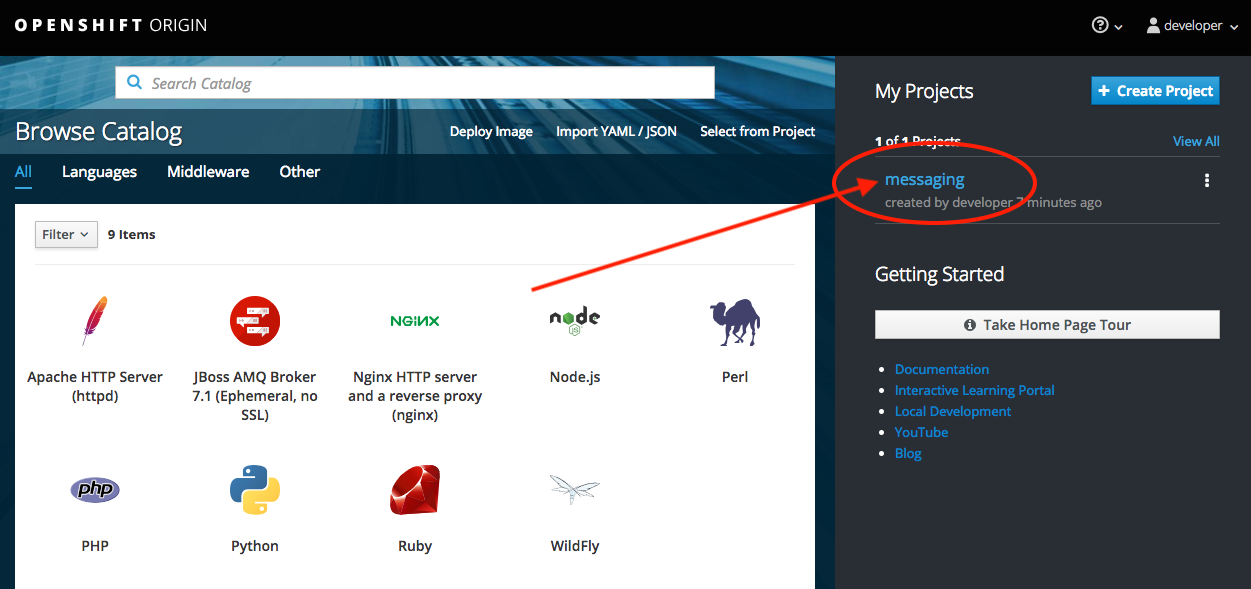 OPENSHIFT ORIGIN
developer
Search Catalog
Browse Catalog
Deploy Image
Import YAML / JSON
Select from Project
All
Languages
Middleware
Other
Filter
9 Items
Apache HTTP Server
(httpd)
JBoss AMQ Broker
7.1 (Ephemeral, no
SSL)
NGINX
Nginx HTTP server
and a reverse proxy
(nginx)
node
JS
Node.js
Perl
php
PHP
Python
Ruby
WildFly
My Projects
+ Create Project
1 of 1 Projects
View All
messaging
created by developer 7 minutes ago
Getting Started
Take Home Page Tour
Documentation
Interactive Learning Portal
Local Development
YouTube
Blog